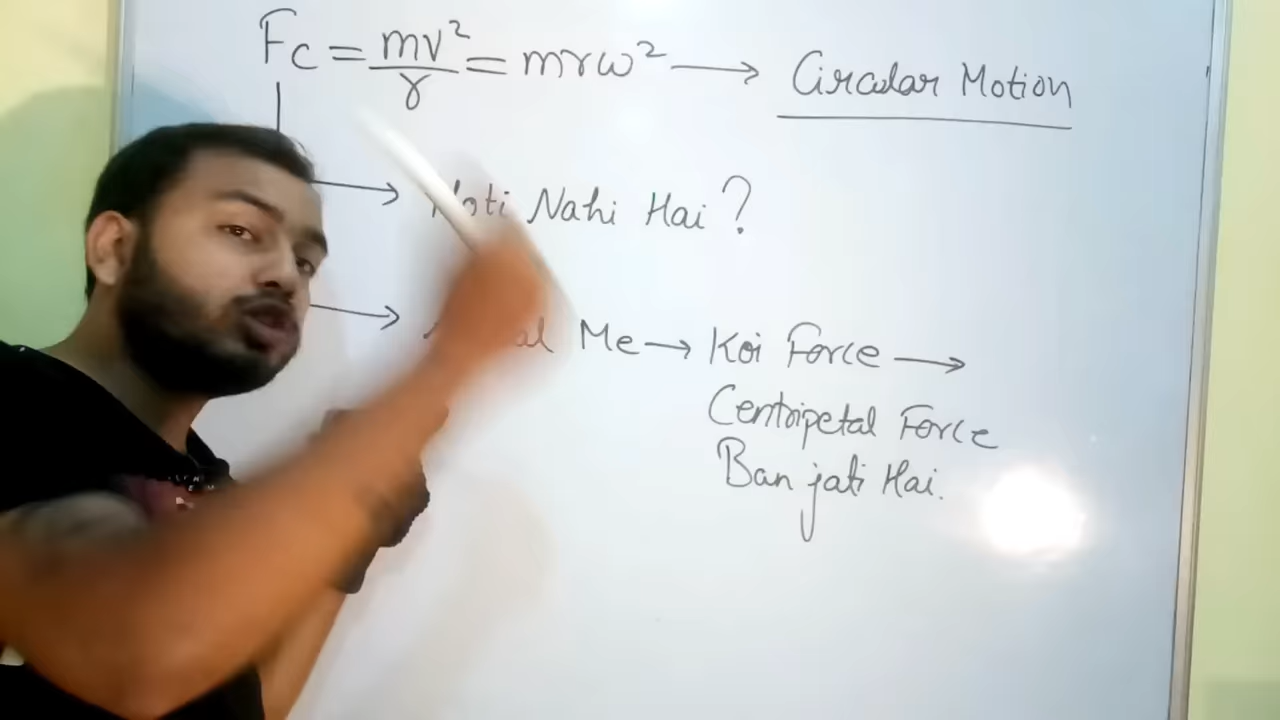 Fc = mv²/r = mrω² → Circular Motion
→ Hoti Nahi Hai ?
→ Me → Koi Force →
Centripetal Force
Ban jati Hai.